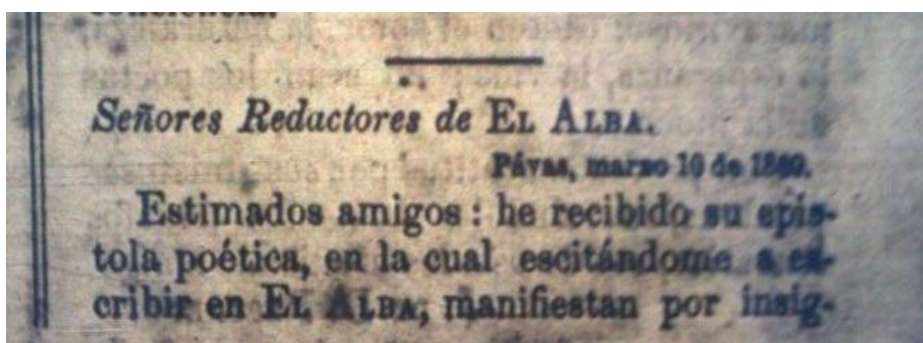 conciencia.
Señores Redactores de EL ALBA.
Pávas, marzo 10 de
Estimados amigos: he recibido su epis-
tola poética, en la cual escitándome a es-
cribir en EL ALBA, manifiestan por insig-